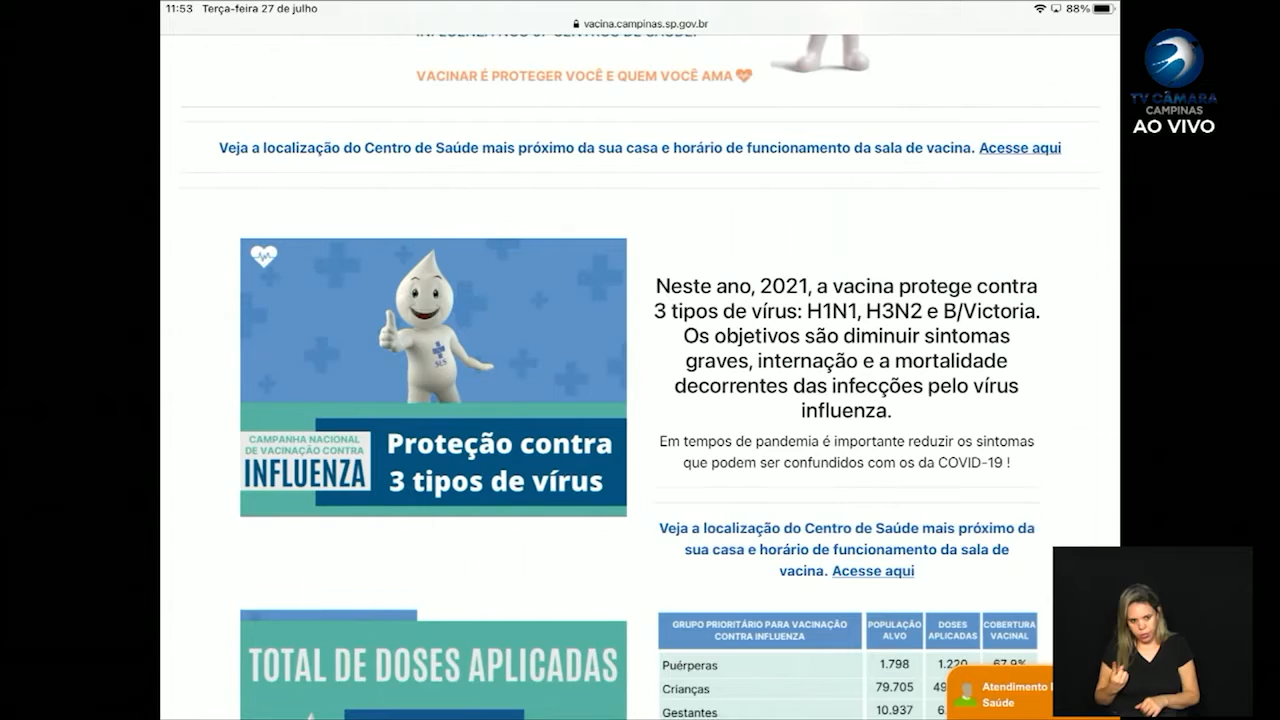 11:53 Terça-feira 27 de julho
88%
vacina.campinas.sp.gov.br
VACINAR É PROTEGER VOCÊ E QUEM VOCÊ AMA
TV CÂMARA
CAMPINAS
AO VIVO
Veja a localização do Centro de Saúde mais próximo da sua casa e horário de funcionamento da sala de vacina. Acesse aqui
SUS
CAMPANHA NACIONAL
DE VACINAÇÃO CONTRA
INFLUENZA
Proteção contra
3 tipos de vírus
Neste ano, 2021, a vacina protege contra
3 tipos de vírus: H1N1, H3N2 e B/Victoria.
Os objetivos são diminuir sintomas
graves, internação e a mortalidade
decorrentes das infecções pelo vírus
influenza.
Em tempos de pandemia é importante reduzir os sintomas
que podem ser confundidos com os da COVID-19 !
Veja a localização do Centro de Saúde mais próximo da
sua casa e horário de funcionamento da sala de
vacina. Acesse aqui
TOTAL DE DOSES APLICADAS
GRUPO PRIORITÁRIO PARA VACINAÇÃO
CONTRA INFLUENZA
POPULAÇÃO
ALVO
DOSES
APLICADAS
COBERTURA
VACINAL
Puérperas 1.798 1.220 67,9%
Crianças 79.705
Gestantes 10.937
Atendimento
Saúde